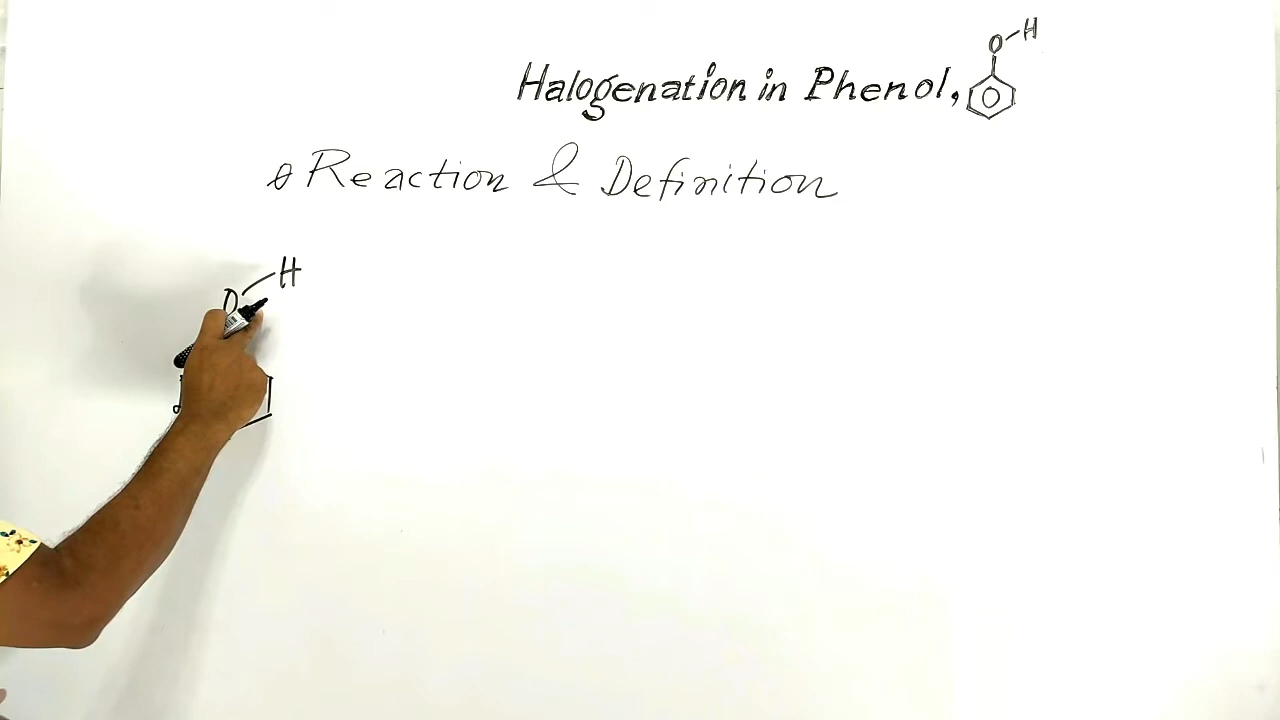 O-H
Halogenation in Phenol,
Reaction & Definition
O-H